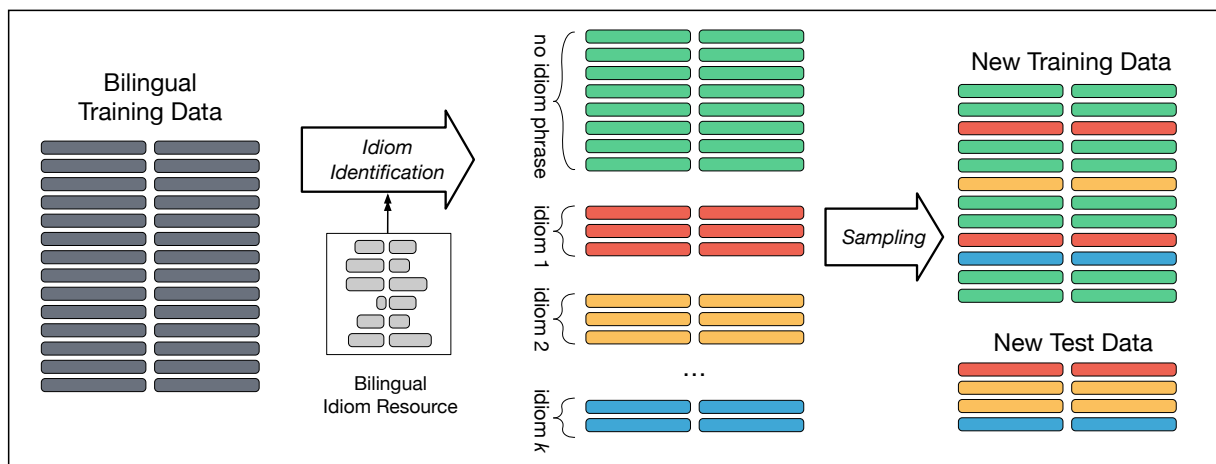 Bilingual
Training Data
Idiom
Identification
Bilingual
Idiom Resource
no idiom phrase
idiom 1
idiom 2
...
idiom k
Sampling
New Training Data
New Test Data